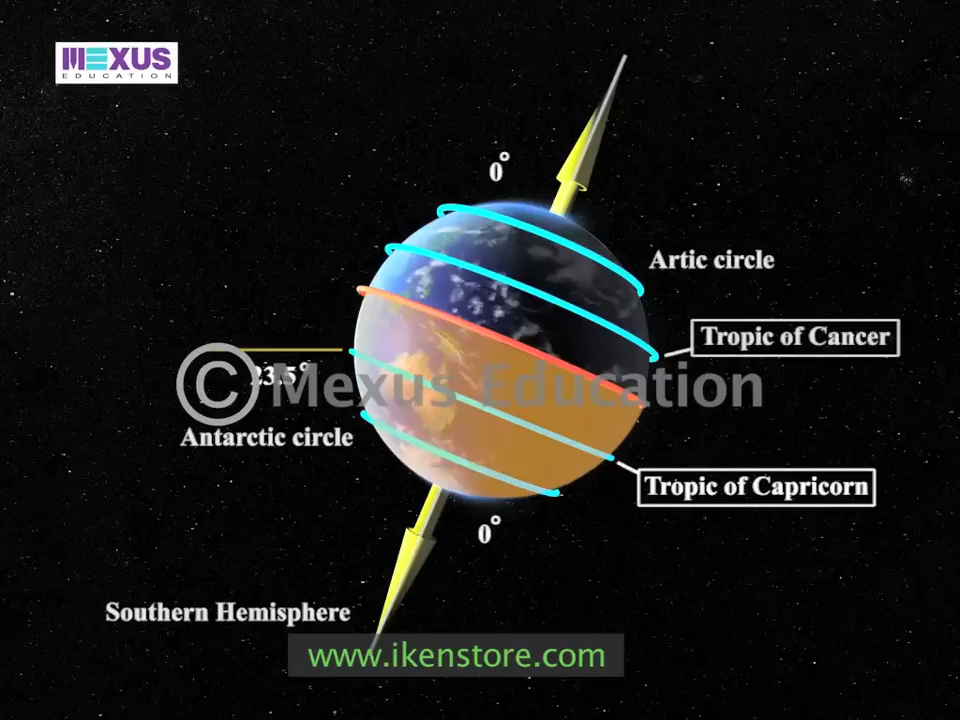 MEXUS
EDUCATION
0°
Artic circle
Tropic of Cancer
23.5°
© Mexus Education
Antarctic circle
Tropic of Capricorn
0°
Southern Hemisphere
www.ikenstore.com